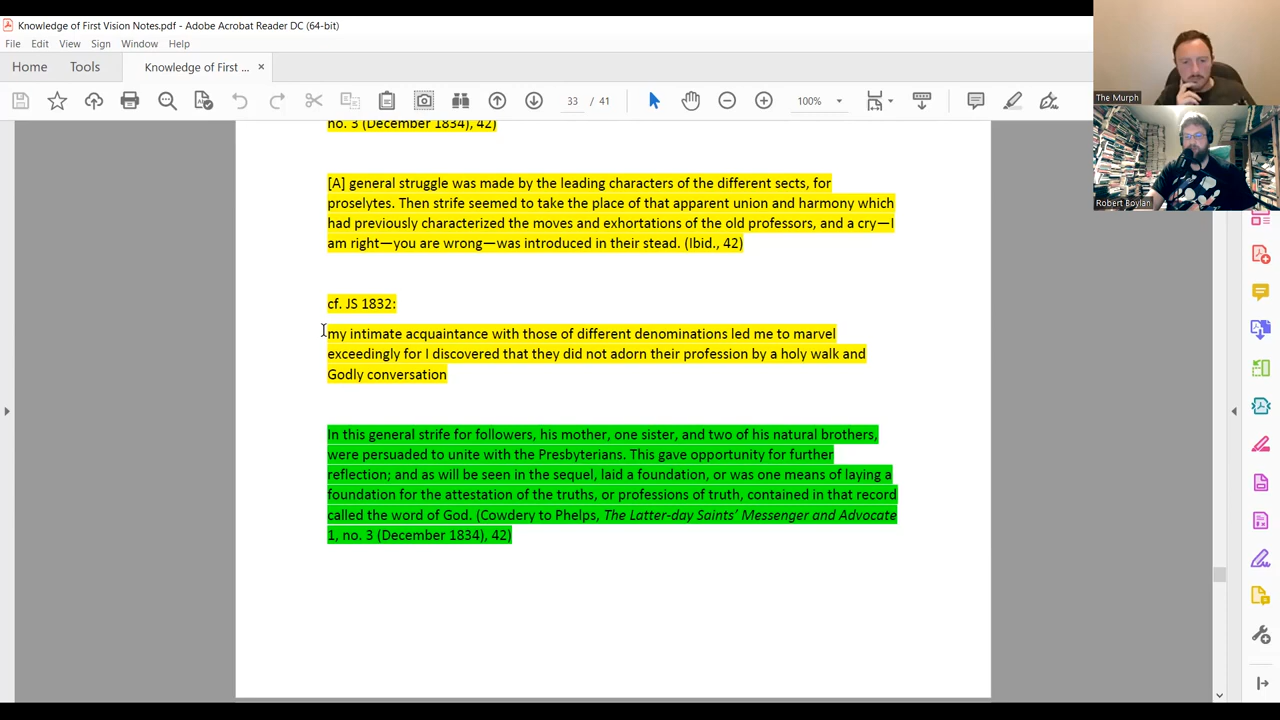 Knowledge of First Vision Notes.pdf - Adobe Acrobat Reader DC (64-bit)
File Edit View Sign Window Help
Home Tools Knowledge of First ... ×
33 / 41 100%
The Murph
Robert Boylan
no. 3 (December 1834), 42)
[A] general struggle was made by the leading characters of the different sects, for
proselytes. Then strife seemed to take the place of that apparent union and harmony which
had previously characterized the moves and exhortations of the old professors, and a cry—I
am right—you are wrong—was introduced in their stead. (Ibid., 42)
cf. JS 1832:
my intimate acquaintance with those of different denominations led me to marvel
exceedingly for I discovered that they did not adorn their profession by a holy walk and
Godly conversation
In this general strife for followers, his mother, one sister, and two of his natural brothers,
were persuaded to unite with the Presbyterians. This gave opportunity for further
reflection; and as will be seen in the sequel, laid a foundation, or was one means of laying a
foundation for the attestation of the truths, or professions of truth, contained in that record
called the word of God. (Cowdery to Phelps, The Latter-day Saints’ Messenger and Advocate
1, no. 3 (December 1834), 42)